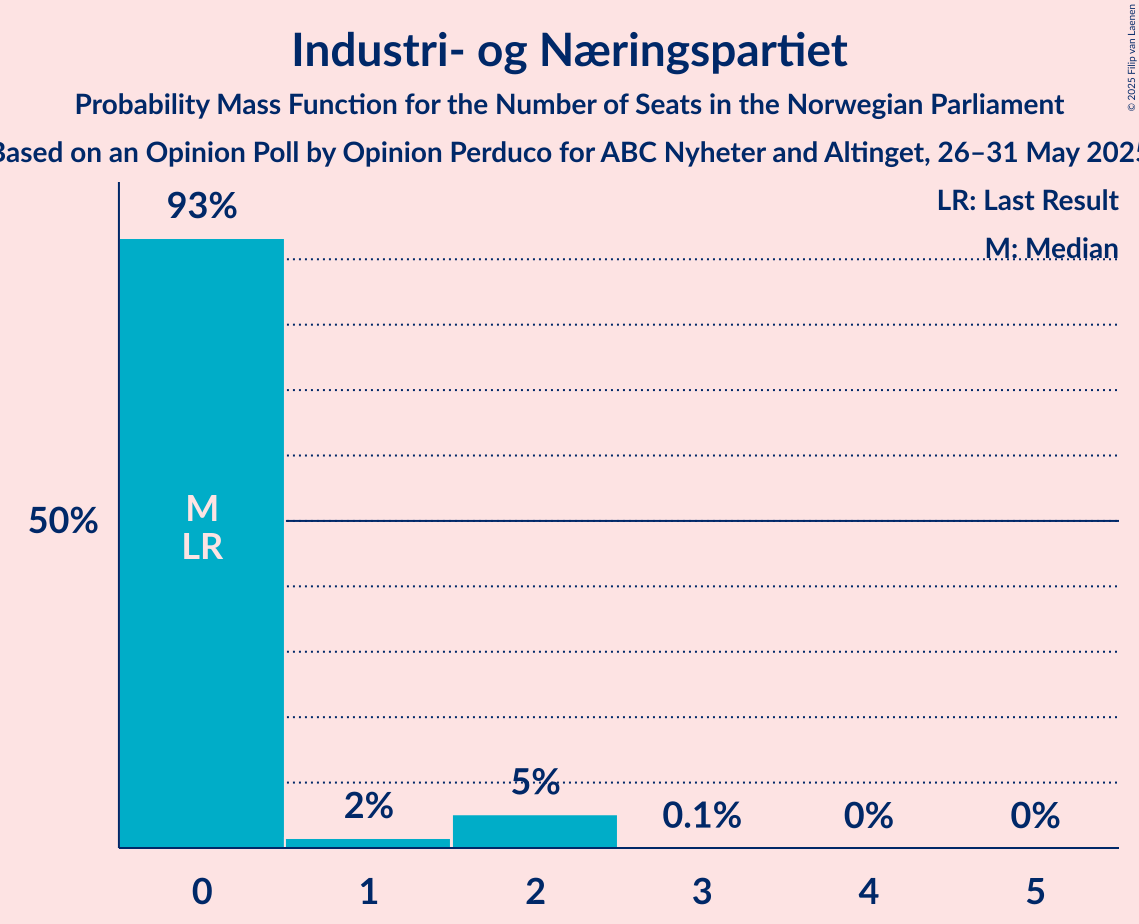 Industri- og Næringspartiet
Probability Mass Function for the Number of Seats in the Norwegian Parliament
Based on an Opinion Poll by Opinion Perduco for ABC Nyheter and Altinget, 26–31 May 2025
© 2025 Filip van Laenen
LR: Last Result
M: Median
93%
50%
M
LR
2%
5%
0.1%
0%
0%
0 1 2 3 4 5